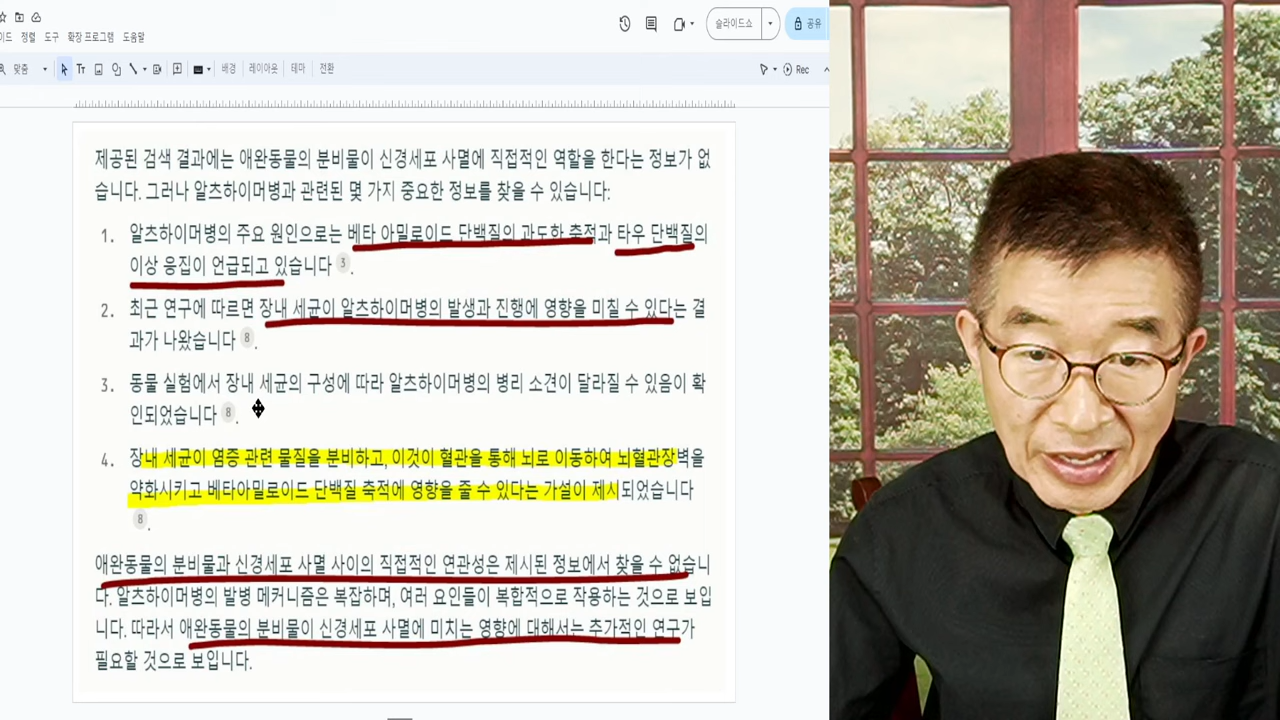 이드 정렬 도구 확장 프로그램 도움말
슬라이드쇼
공유
맞춤
Tт
배경 레이아웃 테마 전환
Rec
제공된 검색 결과에는 애완동물의 분비물이 신경세포 사멸에 직접적인 역할을 한다는 정보가 없
습니다. 그러나 알츠하이머병과 관련된 몇 가지 중요한 정보를 찾을 수 있습니다:
1. 알츠하이머병의 주요 원인으로는 베타 아밀로이드 단백질의 과도한 축적과 타우 단백질의
이상 응집이 언급되고 있습니다 3.
2. 최근 연구에 따르면 장내 세균이 알츠하이머병의 발생과 진행에 영향을 미칠 수 있다는 결
과가 나왔습니다 8.
3. 동물 실험에서 장내 세균의 구성에 따라 알츠하이머병의 병리 소견이 달라질 수 있음이 확
인되었습니다 8.
4. 장내 세균이 염증 관련 물질을 분비하고, 이것이 혈관을 통해 뇌로 이동하여 뇌혈관장벽을
약화시키고 베타아밀로이드 단백질 축적에 영향을 줄 수 있다는 가설이 제시되었습니다
8.
애완동물의 분비물과 신경세포 사멸 사이의 직접적인 연관성은 제시된 정보에서 찾을 수 없습니
다. 알츠하이머병의 발병 메커니즘은 복잡하며, 여러 요인들이 복합적으로 작용하는 것으로 보입
니다. 따라서 애완동물의 분비물이 신경세포 사멸에 미치는 영향에 대해서는 추가적인 연구가
필요할 것으로 보입니다.